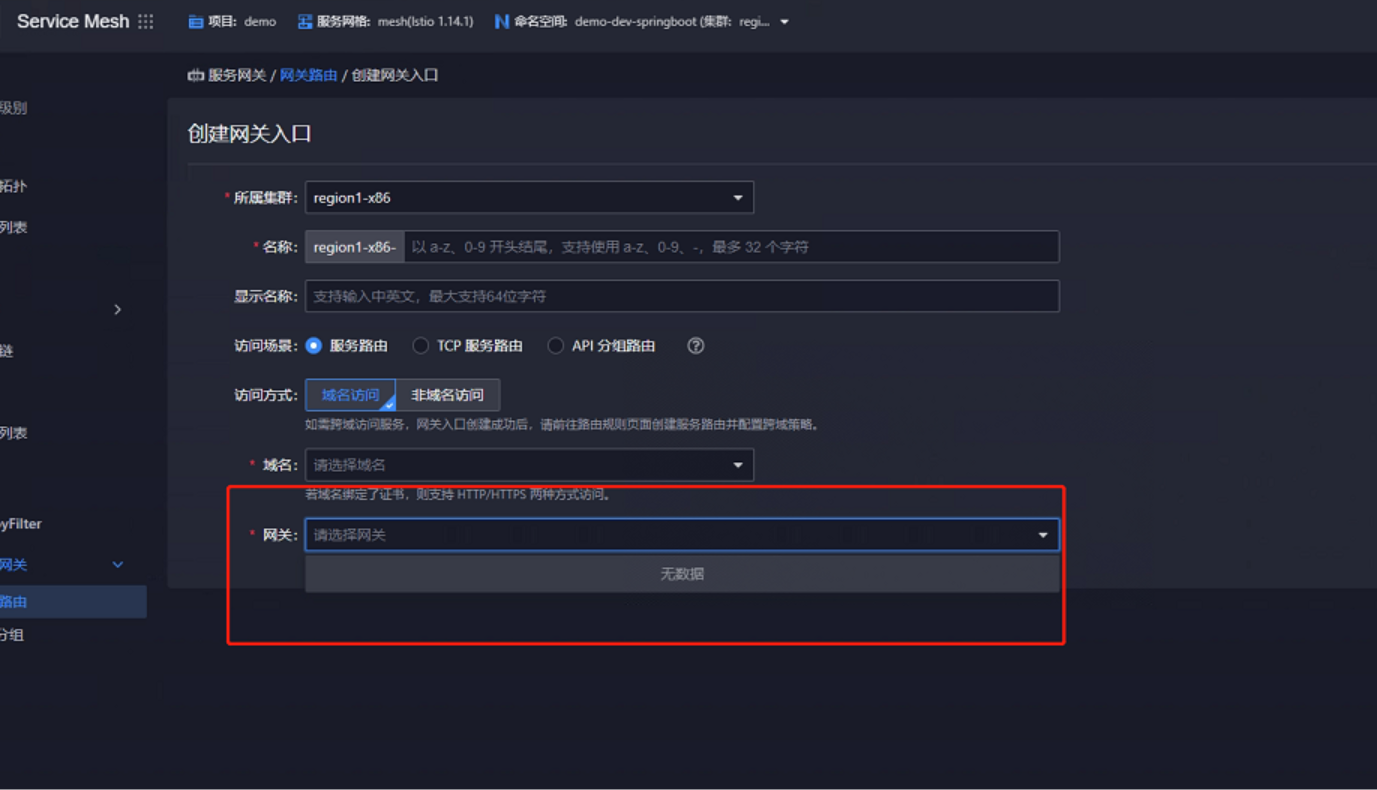 Service Mesh 项目: demo 服务网格: mesh(Istio 1.14.1) 命名空间: demo-dev-springboot (集群: regi...
服务网关 / 网关路由 / 创建网关入口
级别
创建网关入口
拓扑
* 所属集群: region1-x86
列表
* 名称: region1-x86- 以 a-z、0-9 开头结尾，支持使用 a-z、0-9、-，最多 32 个字符
显示名称: 支持输入中英文，最大支持64位字符
链
访问场景: 服务路由 TCP 服务路由 API 分组路由
访问方式: 域名访问 非域名访问
如需跨域访问服务，网关入口创建成功后，请前往路由规则页面创建服务路由并配置跨域策略。
列表
* 域名: 请选择域名
若域名绑定了证书，则支持 HTTP/HTTPS 两种方式访问。
yFilter
* 网关: 请选择网关
网关
无数据
路由
分组